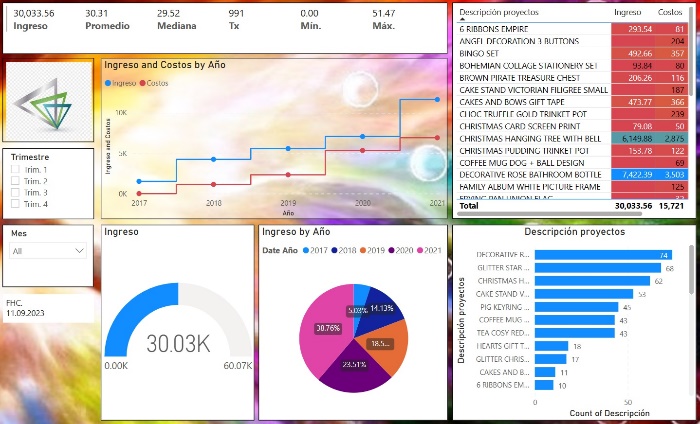 30,033.56 30.31 29.52 991 0.00 51.47
Ingreso Promedio Mediana Tx Mín. Máx.
Descripción proyectos Ingreso Costos
6 RIBBONS EMPIRE 293.54 81
ANGEL DECORATION 3 BUTTONS 204
BINGO SET 492.66 357
BOHEMIAN COLLAGE STATIONERY SET 93.84 80
BROWN PIRATE TREASURE CHEST 206.26 116
CAKE STAND VICTORIAN FILIGREE SMALL 187
CAKES AND BOWS GIFT TAPE 473.77 366
CHOC TRUFFLE GOLD TRINKET POT 239
CHRISTMAS CARD SCREEN PRINT 79.08 50
CHRISTMAS HANGING TREE WITH BELL 6,149.88 2,875
CHRISTMAS PUDDING TRINKET POT 153.78 122
COFFEE MUG DOG + BALL DESIGN 69
DECORATIVE ROSE BATHROOM BOTTLE 7,422.39 3,503
FAMILY ALBUM WHITE PICTURE FRAME 125
Total 30,033.56 15,721
Trimestre
Trim. 1
Trim. 2
Trim. 3
Trim. 4
Ingreso and Costos by Año
Ingreso Costos
Ingreso and Costos
10K
5K
0K
2017 2018 2019 2020 2021
Año
Mes
All
FHC.
11.09.2023
Ingreso
30.03K
0.00K 60.07K
Ingreso by Año
Date Año 2017 2018 2019 2020 2021
5.03%
14.13%
18.5...
23.51%
38.76%
Descripción proyectos
Descripción proyectos
DECORATIVE R... 74
GLITTER STAR ... 68
CHRISTMAS H... 62
CAKE STAND V... 53
PIG KEYRING ... 45
COFFEE MUG ... 43
TEA COSY RED... 43
HEARTS GIFT T... 18
GLITTER CHRIS... 17
CAKES AND B... 11
6 RIBBONS EM... 10
0 50
Count of Descripción